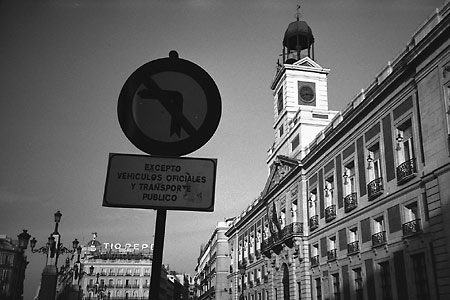 EXCEPTO
VEHICULOS OFICIALES
Y TRANSPORTE
PUBLICO
TIO PEPE